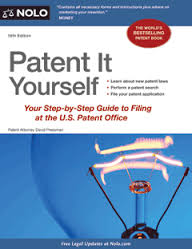 NOLO
"Contains all necessary forms and instructions plus advice on marketing your invention."
MONEY
16th Edition
THE WORLD'S
BESTSELLING
PATENT BOOK
Patent It
Yourself
• Learn about new patent laws
• Perform a patent search
• File your patent application
Your Step-by-Step Guide to Filing
at the U.S. Patent Office
Patent Attorney David Pressman
Free Legal Updates at Nolo.com